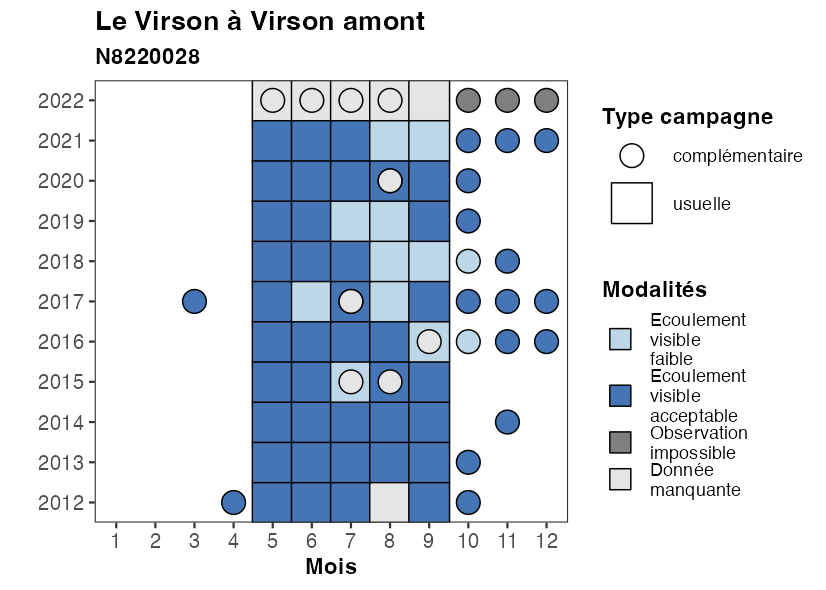 Le Virson à Virson amont
N8220028
2022
2021
2020
2019
2018
2017
2016
2015
2014
2013
2012
1 2 3 4 5 6 7 8 9 10 11 12
Mois
Type campagne
complémentaire
usuelle
Modalités
Ecoulement
visible
faible
Ecoulement
visible
acceptable
Observation
impossible
Donnée
manquante